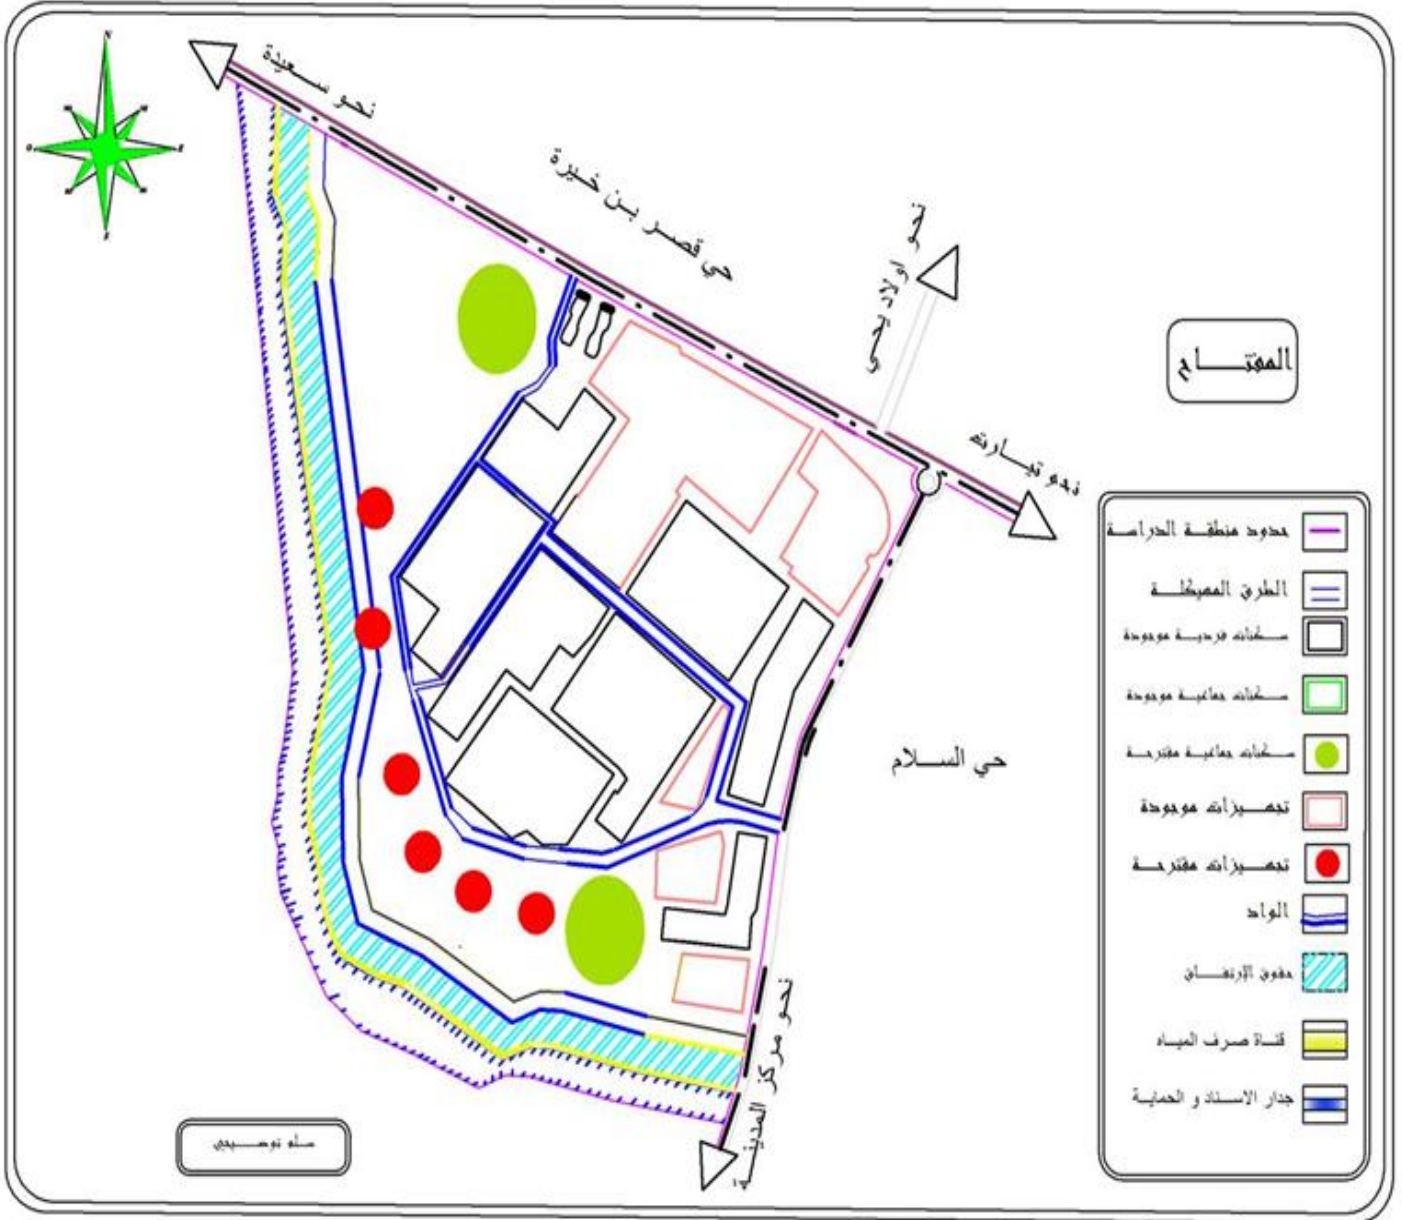 N
E
S
O
نحو سعيدة
حي قصر بن خيرة
نحو اولاد يحي
نحو تيارت
حي السلام
نحو مركز المدينة
المفتاح
حدود منطقة الدراسة
الطرق المهيكلة
سكنات فردية موجودة
سكنات جماعية موجودة
سكنات جماعية مقترحة
تجهيزات موجودة
تجهيزات مقترحة
الواد
حقوق الإرتفاق
قناة صرف المياه
جدار الاسناد و الحماية
سلم توضيحي